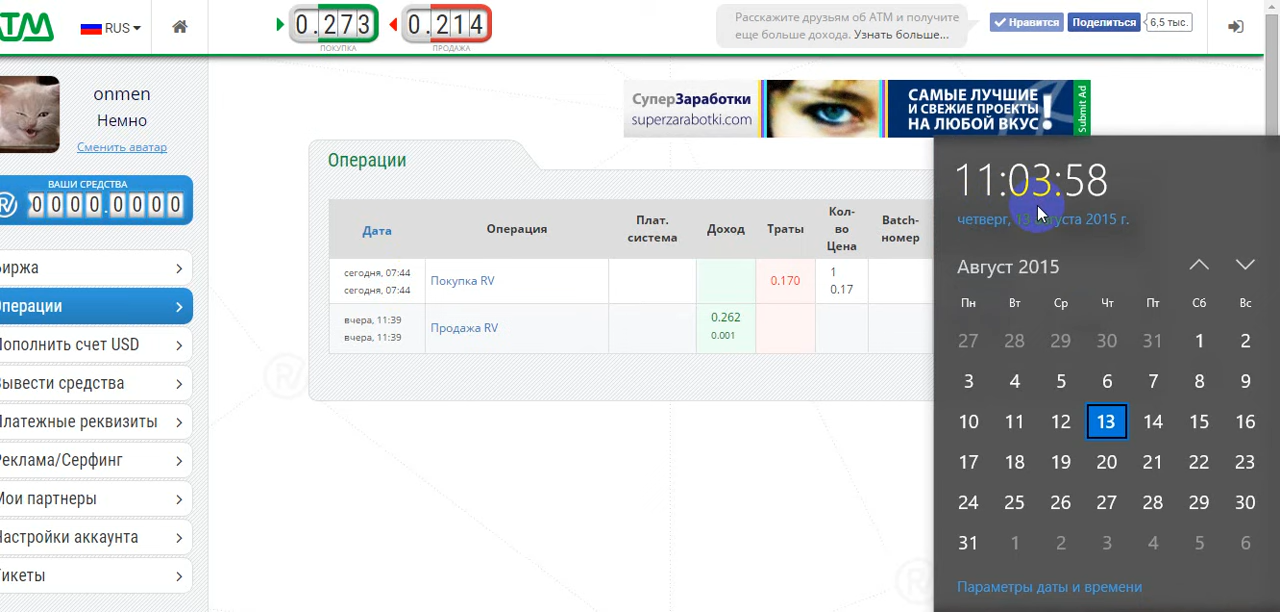 ATM
RUS
0.273
ПОКУПКА
0.214
ПРОДАЖА
Расскажите друзьям об ATM и получите
еще больше дохода. Узнать больше...
Нравится
Поделиться
6,5 тыс.
onmen
Немно
Сменить аватар
ВАШИ СРЕДСТВА
0000.0000
иржа
Операции
ополнить счет USD
ывести средства
латежные реквизиты
еклама/Серфинг
Мои партнеры
Настройки аккаунта
икеты
СуперЗаработки
superzarabotki.com
САМЫЕ ЛУЧШИЕ
И СВЕЖИЕ ПРОЕКТЫ
НА ЛЮБОЙ ВКУС!
Submit Ad
Операции
Дата
Операция
Плат.
система
Доход
Траты
Кол-
во
Цена
Batch-
номер
сегодня, 07:44
сегодня, 07:44
Покупка RV
0.170
1
0.17
вчера, 11:39
вчера, 11:39
Продажа RV
0.262
0.001
11:03:58
четверг, 13 августа 2015 г.
Август 2015
Пн Вт Ср Чт Пт Сб Вс
27 28 29 30 31 1 2
3 4 5 6 7 8 9
10 11 12 13 14 15 16
17 18 19 20 21 22 23
24 25 26 27 28 29 30
31 1 2 3 4 5 6
Параметры даты и времени